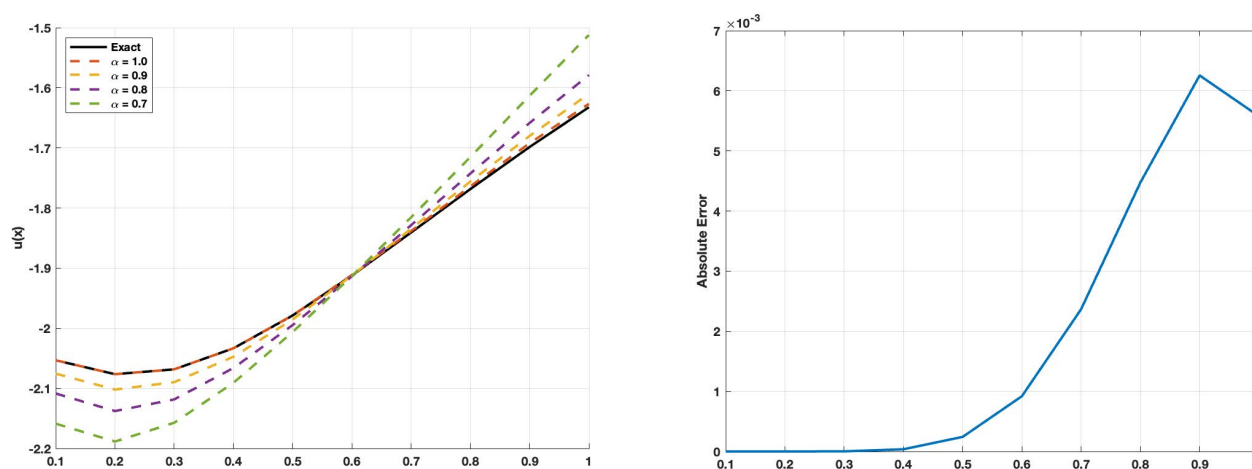 -1.5
-1.6
-1.7
-1.8
-1.9
-2
-2.1
-2.2
u(x)
Exact
α = 1.0
α = 0.9
α = 0.8
α = 0.7
0.1 0.2 0.3 0.4 0.5 0.6 0.7 0.8 0.9 1
×10⁻³
7
6
5
4
3
2
1
0
Absolute Error
0.1 0.2 0.3 0.4 0.5 0.6 0.7 0.8 0.9